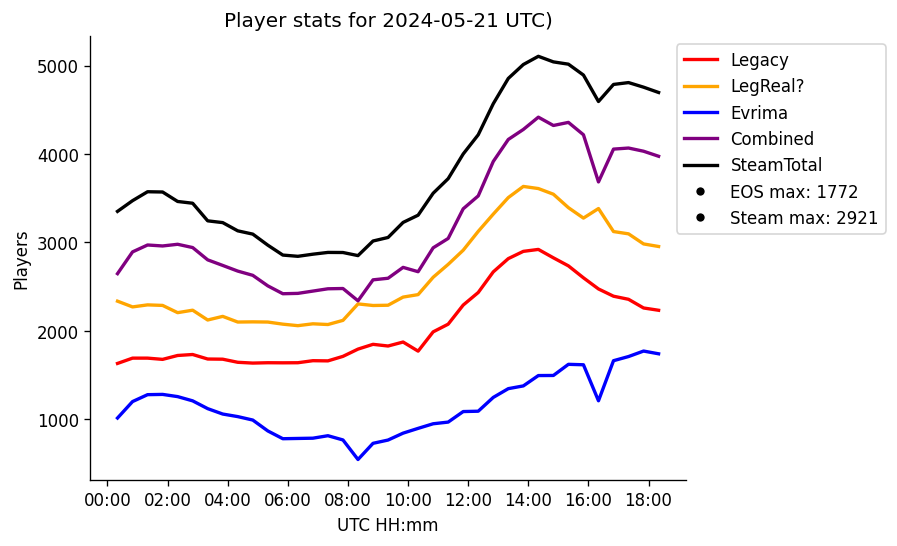 Player stats for 2024-05-21 UTC)
Players
5000
4000
3000
2000
1000
00:00 02:00 04:00 06:00 08:00 10:00 12:00 14:00 16:00 18:00
UTC HH:mm
Legacy
LegReal?
Evrima
Combined
SteamTotal
EOS max: 1772
Steam max: 2921